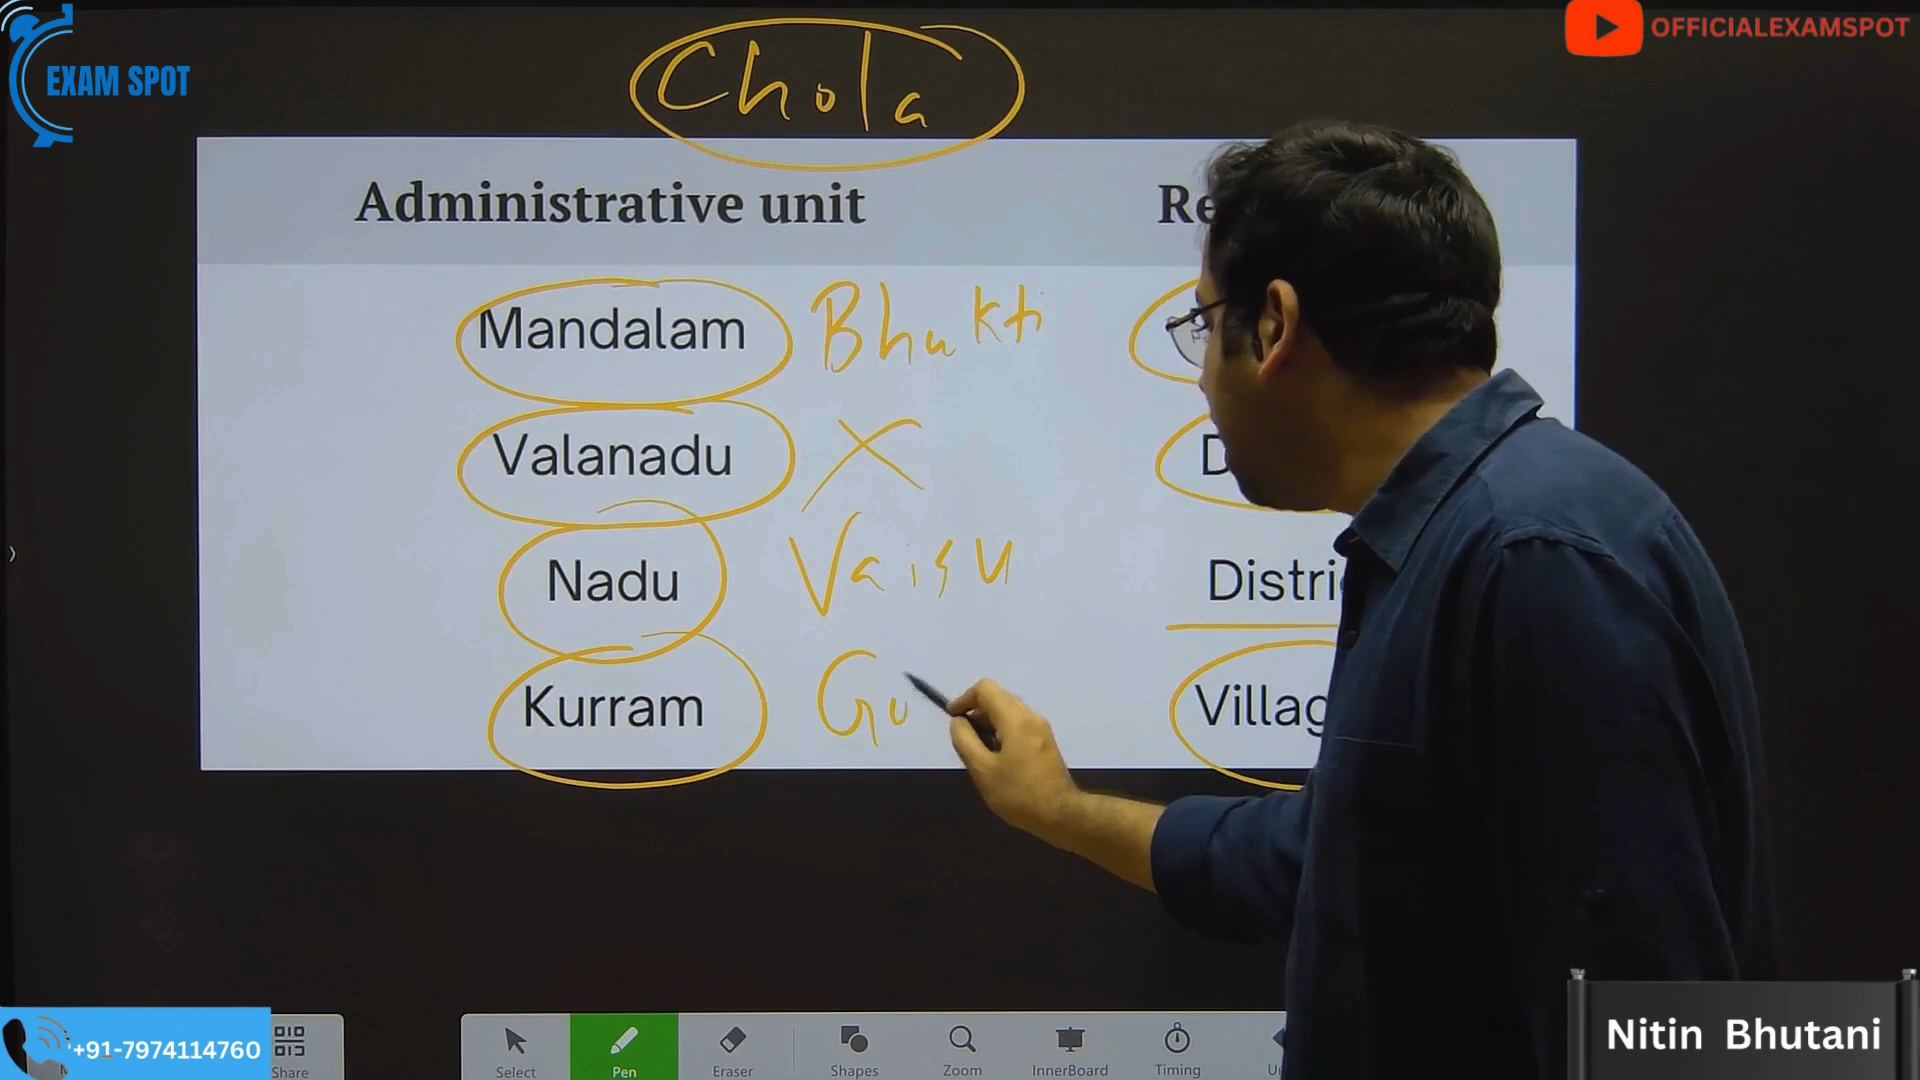 EXAM SPOT
OFFICIALEXAMSPOT
Chola
Administrative unit Re
Mandalam Bhukti
Valanadu X D
Nadu Vaisu Distri
Kurram Gu Villag
+91-7974114760
Share
Select Pen Eraser Shapes Zoom InnerBoard Timing
Nitin Bhutani